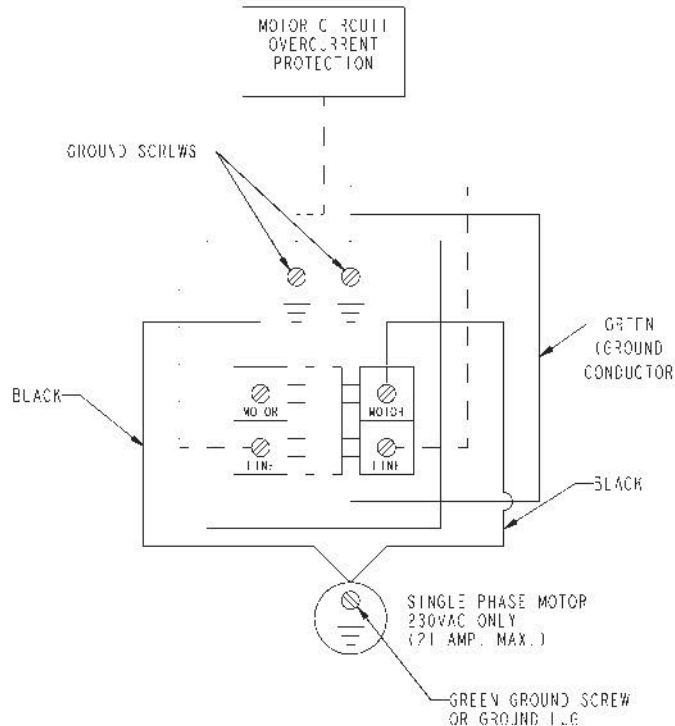 MOTOR CIRCUIT
OVERCURRENT
PROTECTION
GROUND SCREWS
GREEN
(GROUND
CONDUCTOR
BLACK
MOTOR
MOTOR
LINE
LINE
BLACK
SINGLE PHASE MOTOR
230VAC ONLY
(21 AMP. MAX.)
GREEN GROUND SCREW
OR GROUND LUG